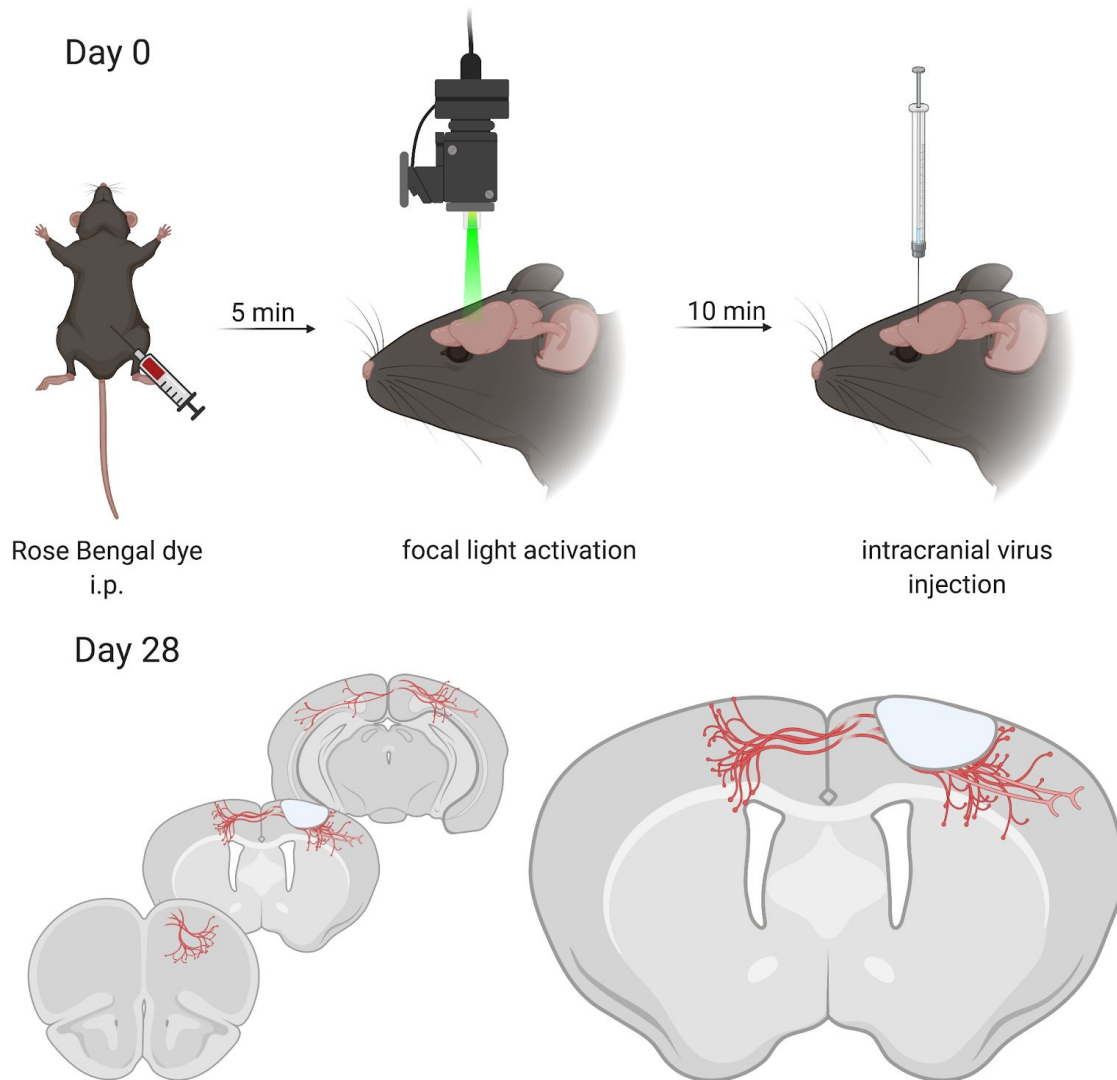 Day 0
5 min
10 min
Rose Bengal dye
i.p.
focal light activation
intracranial virus
injection
Day 28